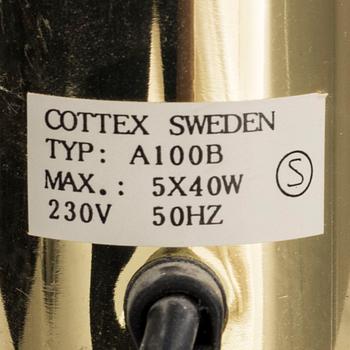 COTTEX SWEDEN
TYP: A100B
MAX.: 5X40W
230V 50HZ
S